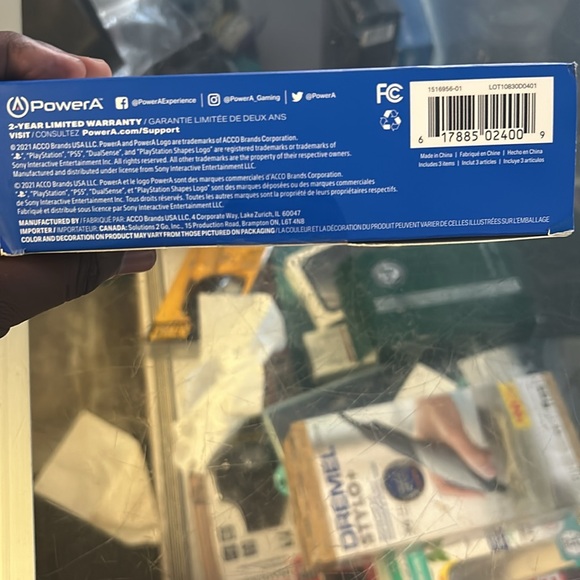 PowerA @PowerAExperience @PowerA_Gaming @PowerA
2-YEAR LIMITED WARRANTY / GARANTIE LIMITÉE DE DEUX ANS
VISIT / CONSULTEZ PowerA.com/Support
© 2021 ACCO Brands USA LLC. PowerA and PowerA Logo are trademarks of ACCO Brands Corporation.
"PlayStation", "PS5", "DualSense", and "PlayStation Shapes Logo" are registered trademarks or trademarks of
Sony Interactive Entertainment Inc. All rights reserved. All other trademarks are the property of their respective owners.
Manufactured and distributed under license from Sony Interactive Entertainment LLC.
© 2021 ACCO Brands USA LLC. PowerA et le logo PowerA sont des marques commerciales d'ACCO Brands Corporation.
"PlayStation", "PS5", "DualSense", et "PlayStation Shapes Logo" sont des marques déposées ou des marques commerciales
de Sony Interactive Entertainment Inc. Tous droits réservés. Toutes les autres marques sont la propriété de leurs propriétaires respectifs.
Fabriqué et distribué sous licence par Sony Interactive Entertainment LLC.
MANUFACTURED BY / FABRIQUÉ PAR: ACCO Brands USA LLC, 4 Corporate Way, Lake Zurich, IL 60047
IMPORTER / IMPORTATEUR: CANADA: Solutions 2 Go, Inc., 15 Production Road, Brampton ON, L6T 4N8
COLOR AND DECORATION ON PRODUCT MAY VARY FROM THOSE PICTURED ON PACKAGING / LA COULEUR ET LA DÉCORATION DU PRODUIT PEUVENT VARIER DE CELLES ILLUSTRÉES SUR L'EMBALLAGE
FC
1516956-01 LOT10830D0401
6 17885 02400 9
Made in China | Fabriqué en Chine | Hecho en China
Includes 3 items | Inclut 3 articles | Incluye 3 artículos
DREMEL
STYLO+